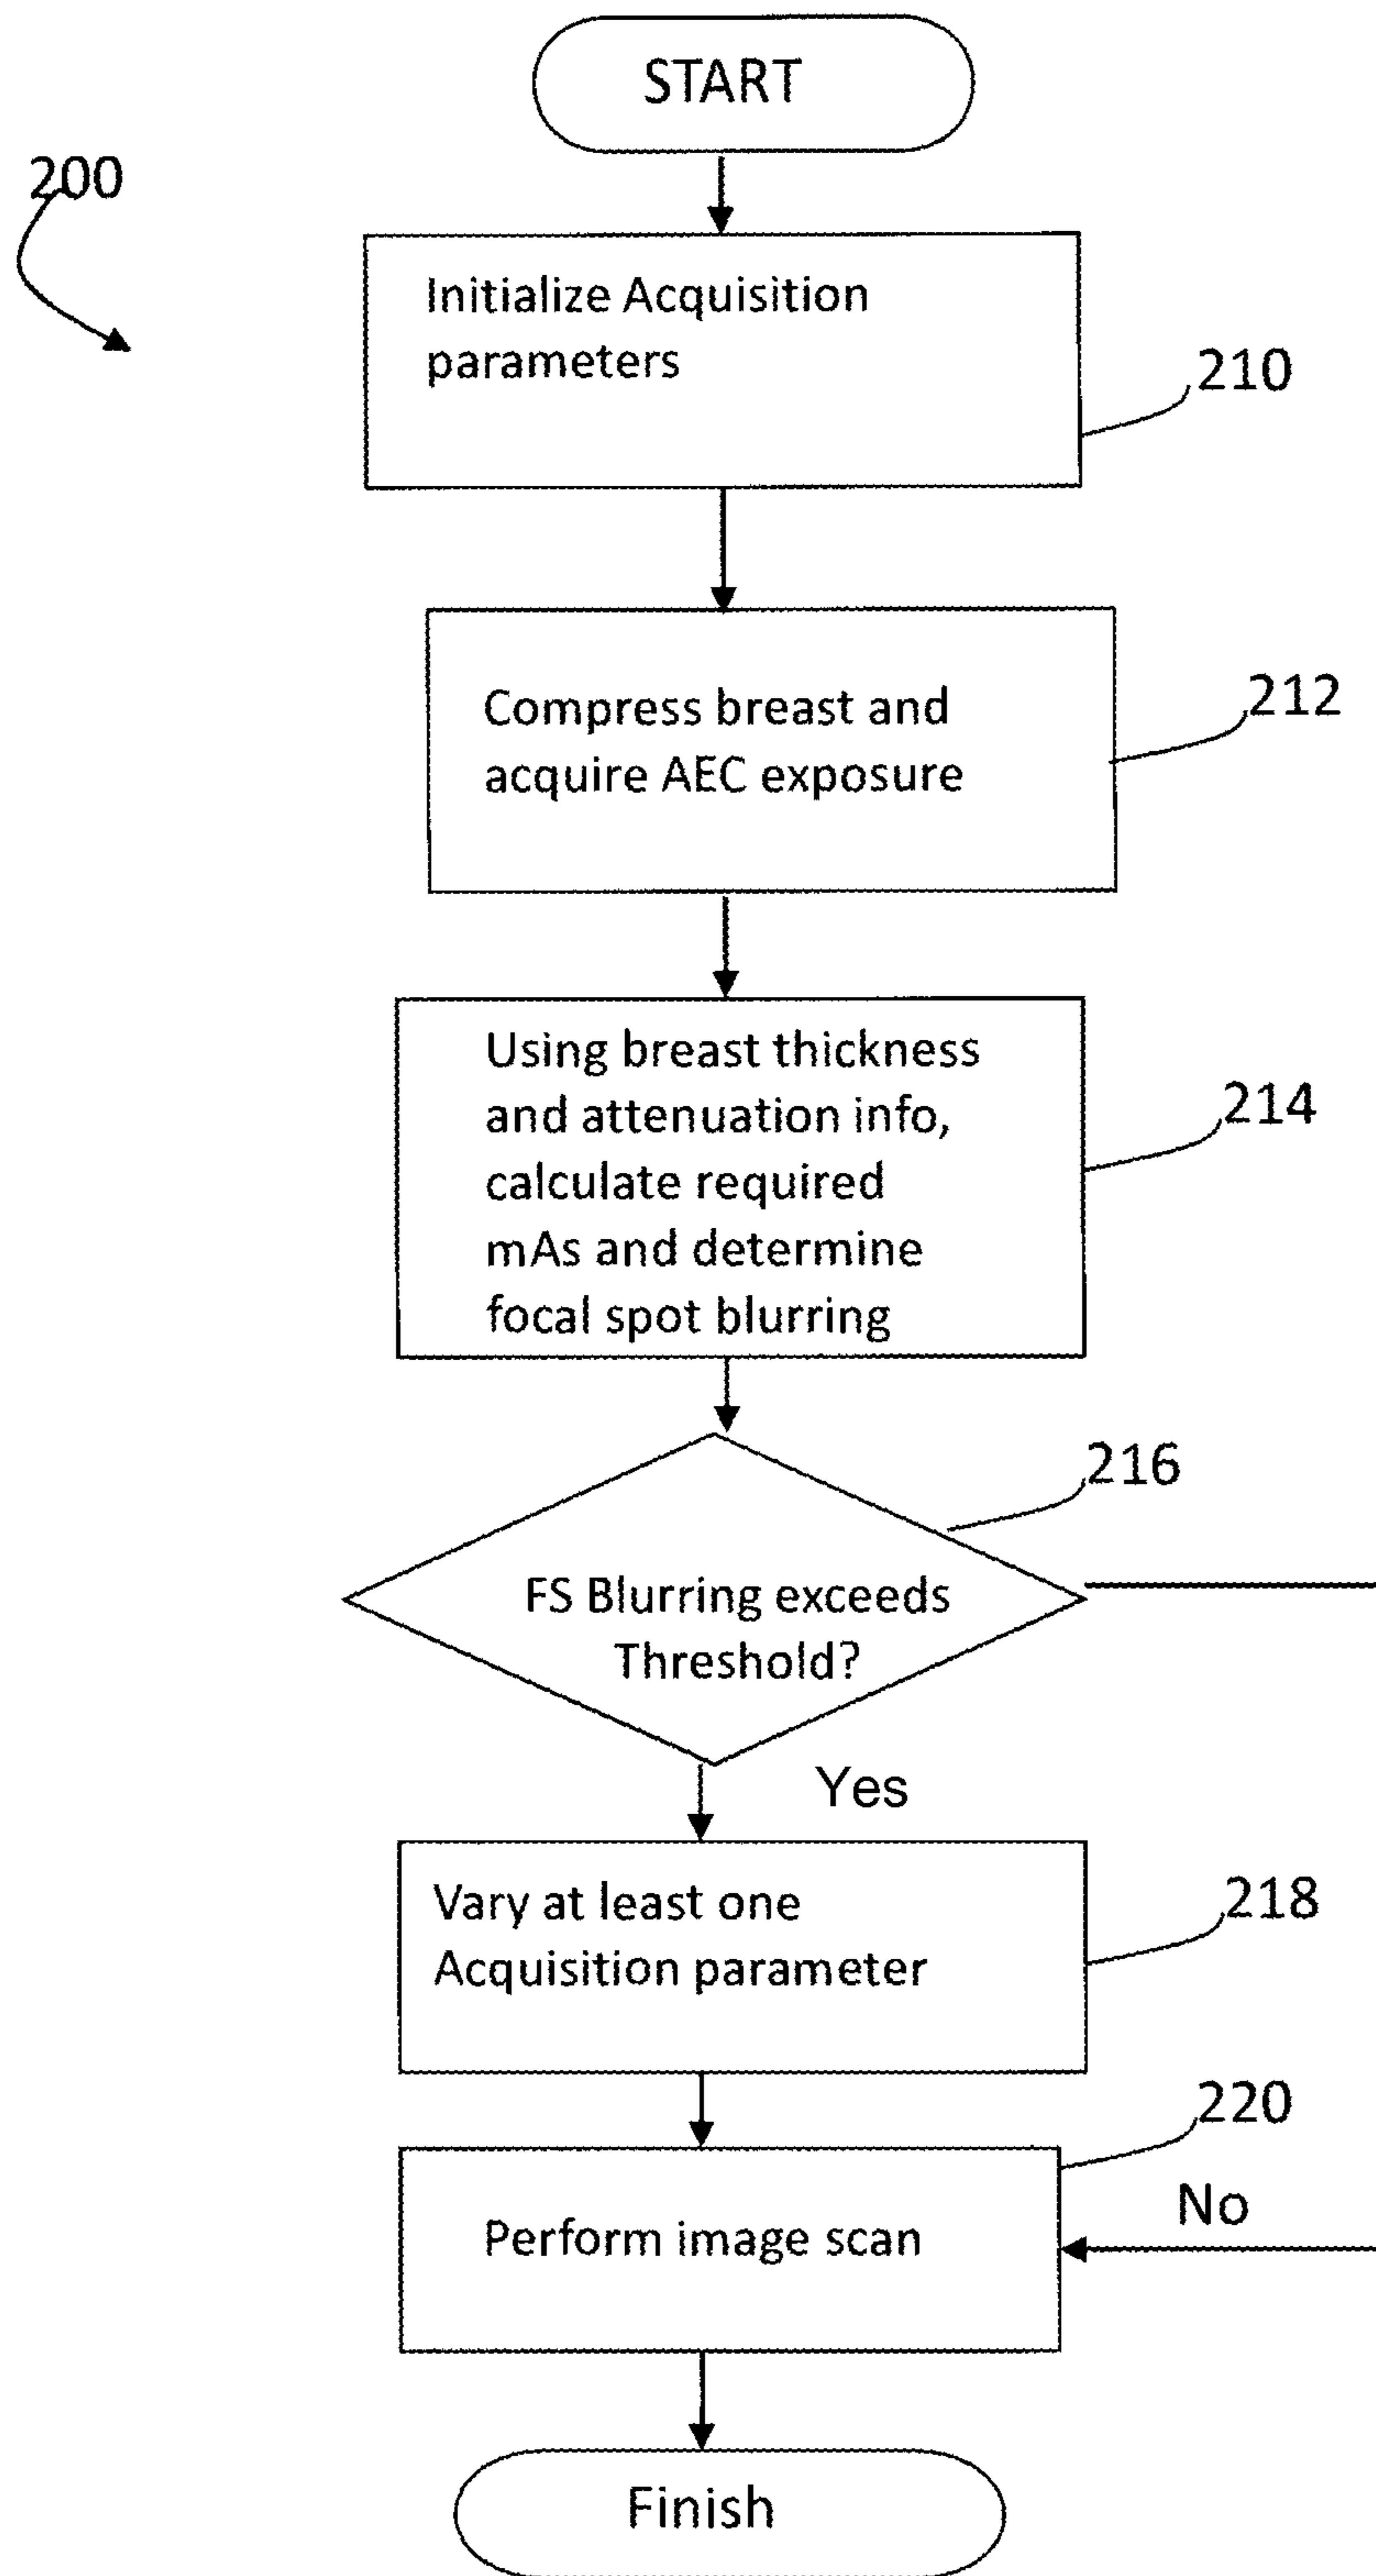 START
200
Initialize Acquisition
parameters
210
Compress breast and
acquire AEC exposure
212
Using breast thickness
and attenuation info,
calculate required
mAs and determine
focal spot blurring
214
216
FS Blurring exceeds
Threshold?
Yes
Vary at least one
Acquisition parameter
218
220
No
Perform image scan
Finish